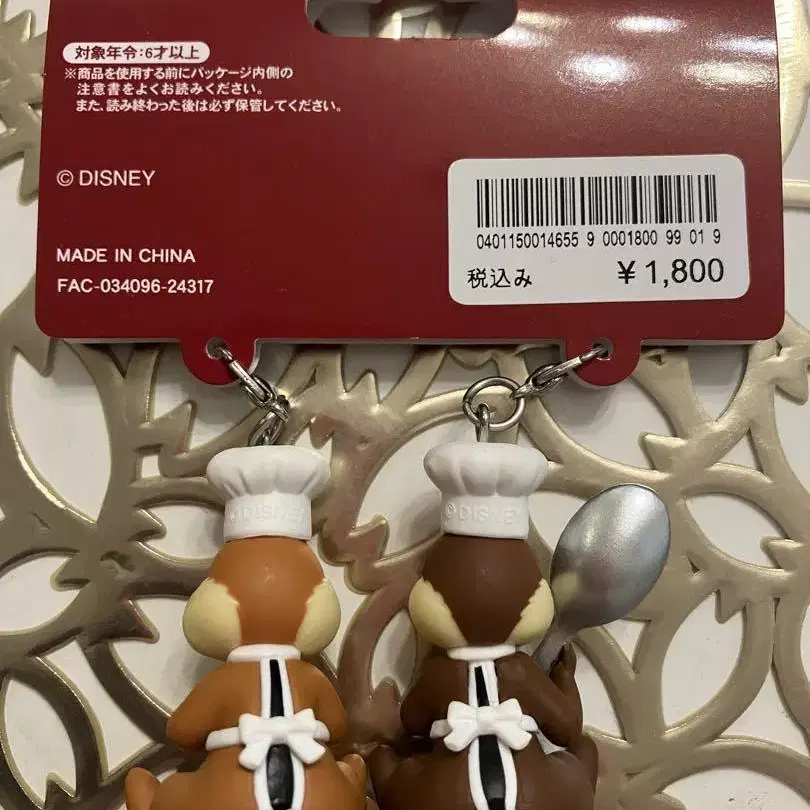 対象年令:6才以上
※商品を使用する前にパッケージ内側の
注意書をよくお読みください。
また、読み終わった後は必ず保管してください。
© DISNEY
MADE IN CHINA
FAC-034096-24317
0401150014655 9 0001800 99 01 9
税込み ¥1,800
©DISNEY
©DISNEY